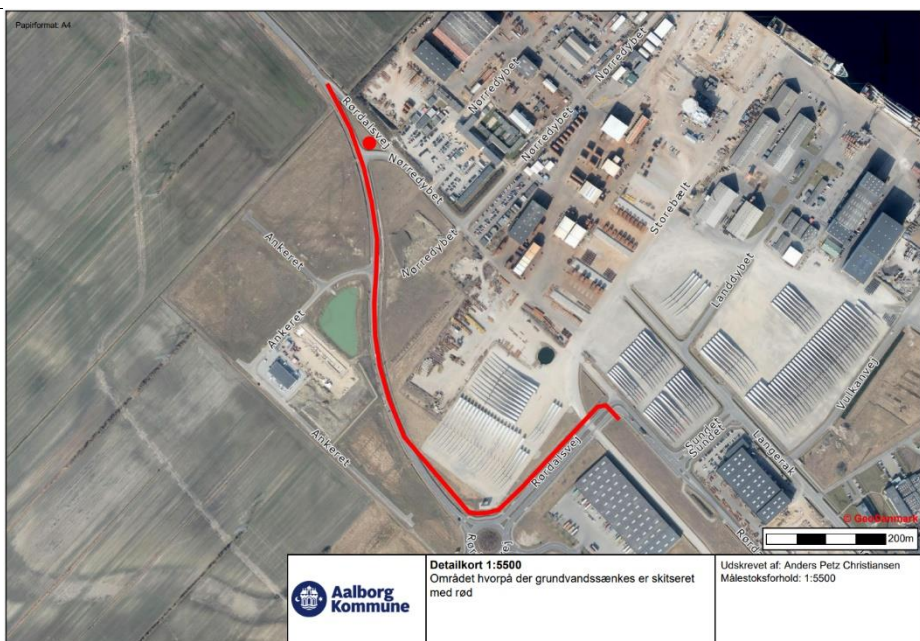 Papirformat: A4
Rørdalsvej
Nørredybet
Nørredybet
Nørredybet
Nørredybet
Nørredybet
Storebælt
Ankeret
Ankeret
Ankeret
Landdybet
Vulkanvej
Sundet
Sundet
Langerak
Rørdalsvej
© GeoDanmark
200m
Aalborg
Kommune
Detailkort 1:5500
Området hvorpå der grundvandssænkes er skitseret
med rød
Udskrevet af: Anders Petz Christiansen
Målestoksforhold: 1:5500